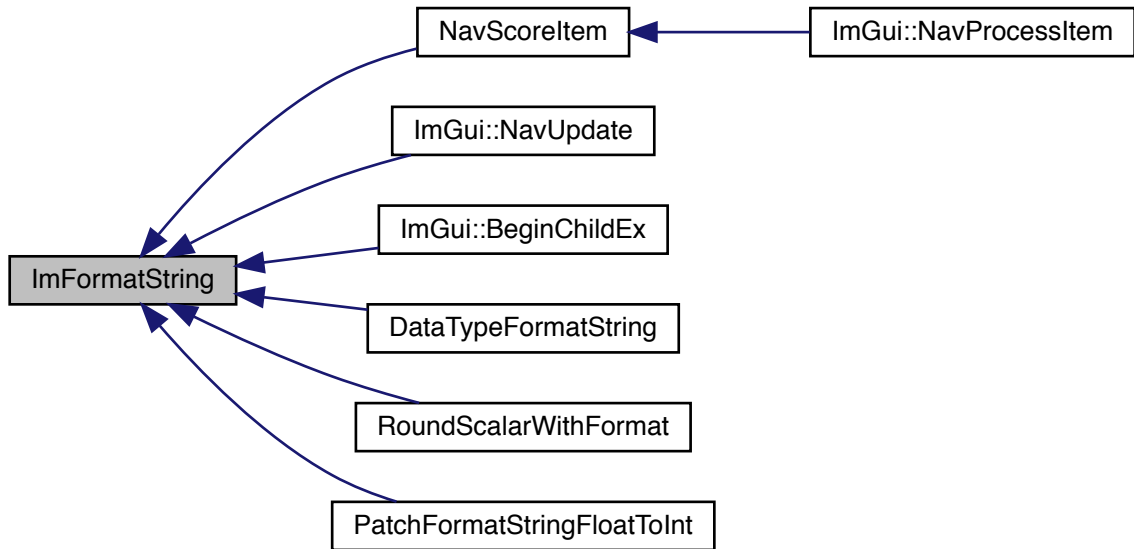 NavScoreItem
ImGui::NavProcessItem
ImGui::NavUpdate
ImGui::BeginChildEx
ImFormatString
DataTypeFormatString
RoundScalarWithFormat
PatchFormatStringFloatToInt